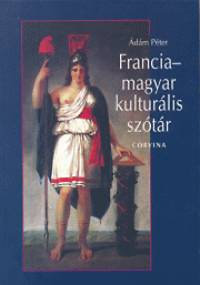 Ádám Péter
Francia–
magyar
kulturális
szótár
CORVINA